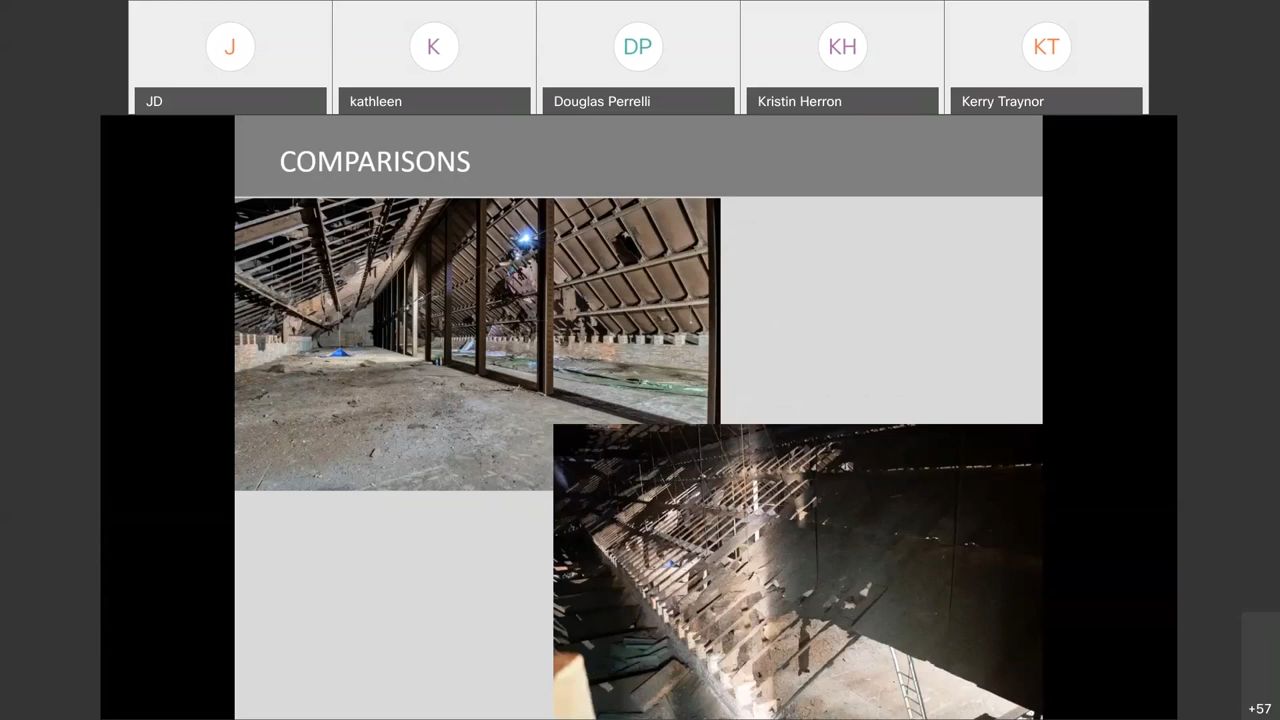 J
K
DP
KH
KT
JD
kathleen
Douglas Perrelli
Kristin Herron
Kerry Traynor
COMPARISONS
+57